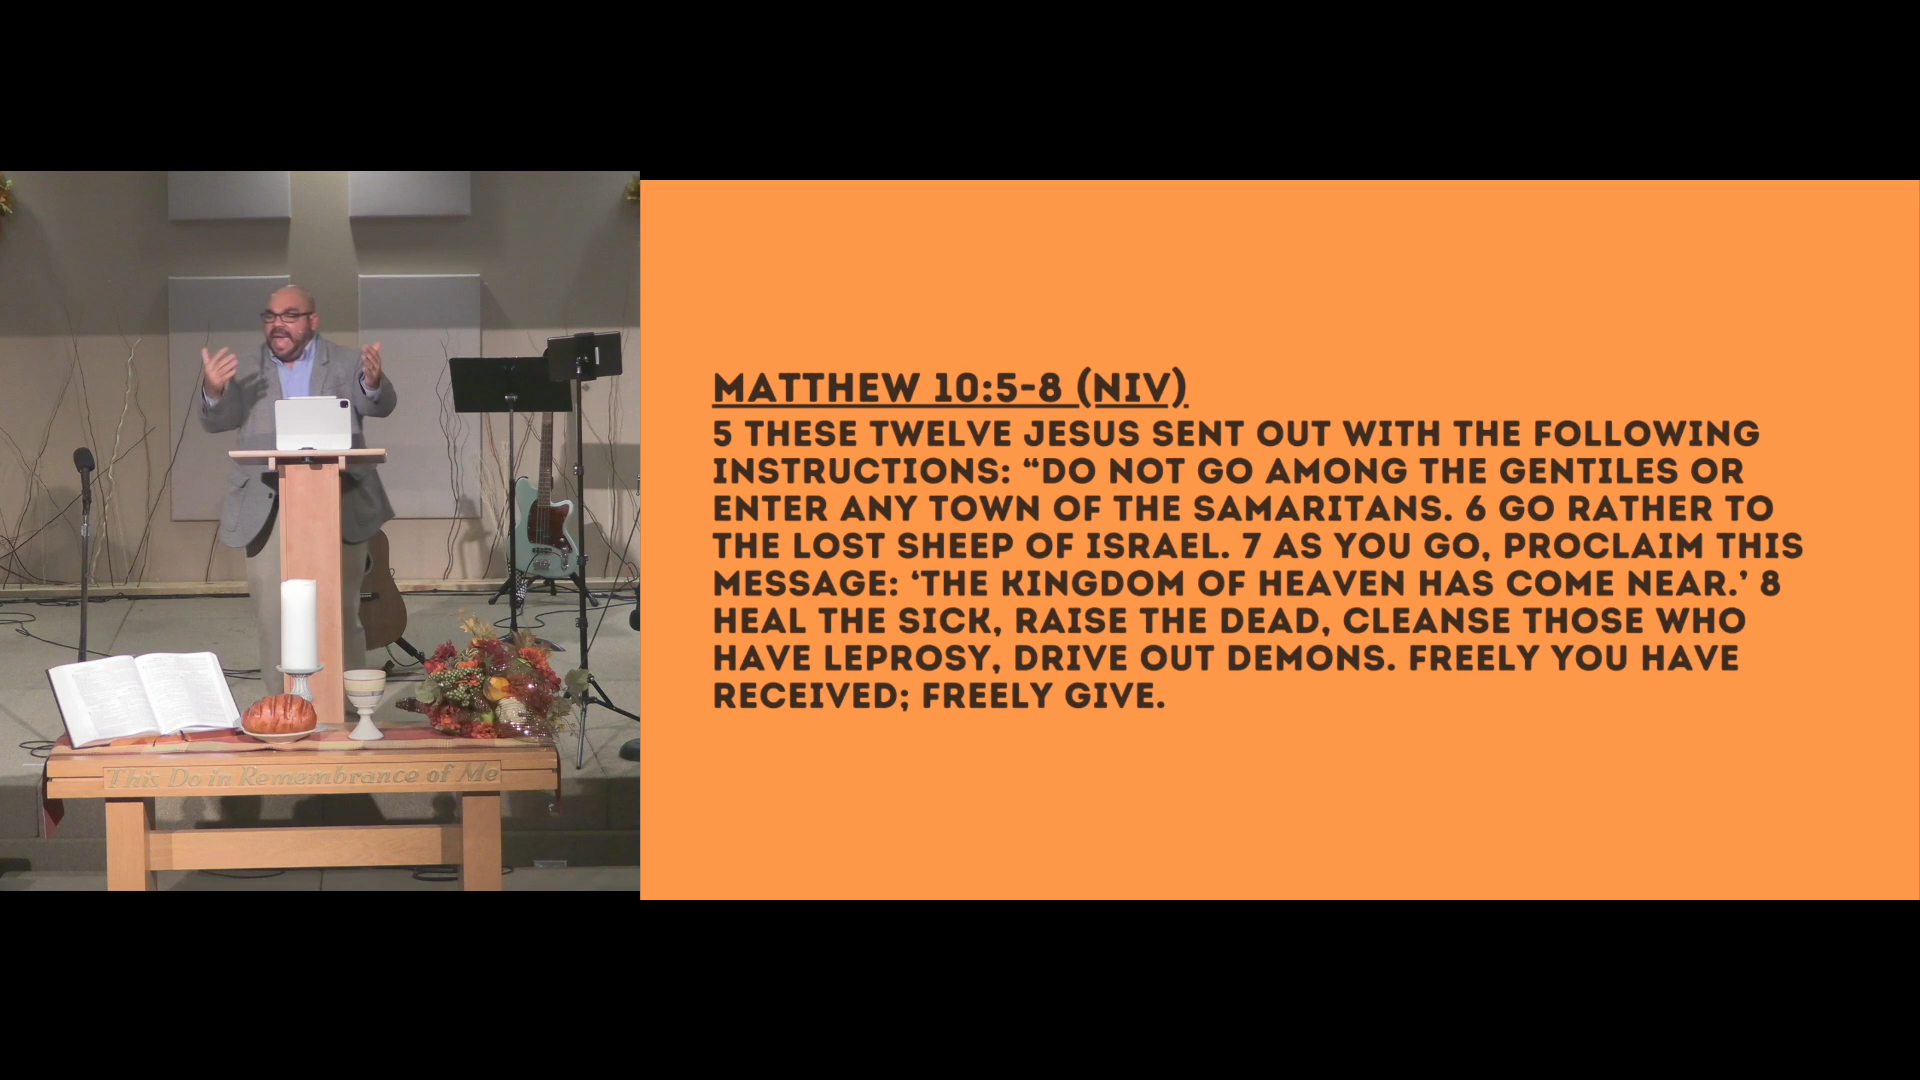 MATTHEW 10:5-8 (NIV)
5 THESE TWELVE JESUS SENT OUT WITH THE FOLLOWING
INSTRUCTIONS: “DO NOT GO AMONG THE GENTILES OR
ENTER ANY TOWN OF THE SAMARITANS. 6 GO RATHER TO
THE LOST SHEEP OF ISRAEL. 7 AS YOU GO, PROCLAIM THIS
MESSAGE: ‘THE KINGDOM OF HEAVEN HAS COME NEAR.’ 8
HEAL THE SICK, RAISE THE DEAD, CLEANSE THOSE WHO
HAVE LEPROSY, DRIVE OUT DEMONS. FREELY YOU HAVE
RECEIVED; FREELY GIVE.
This Do in Remembrance of Me